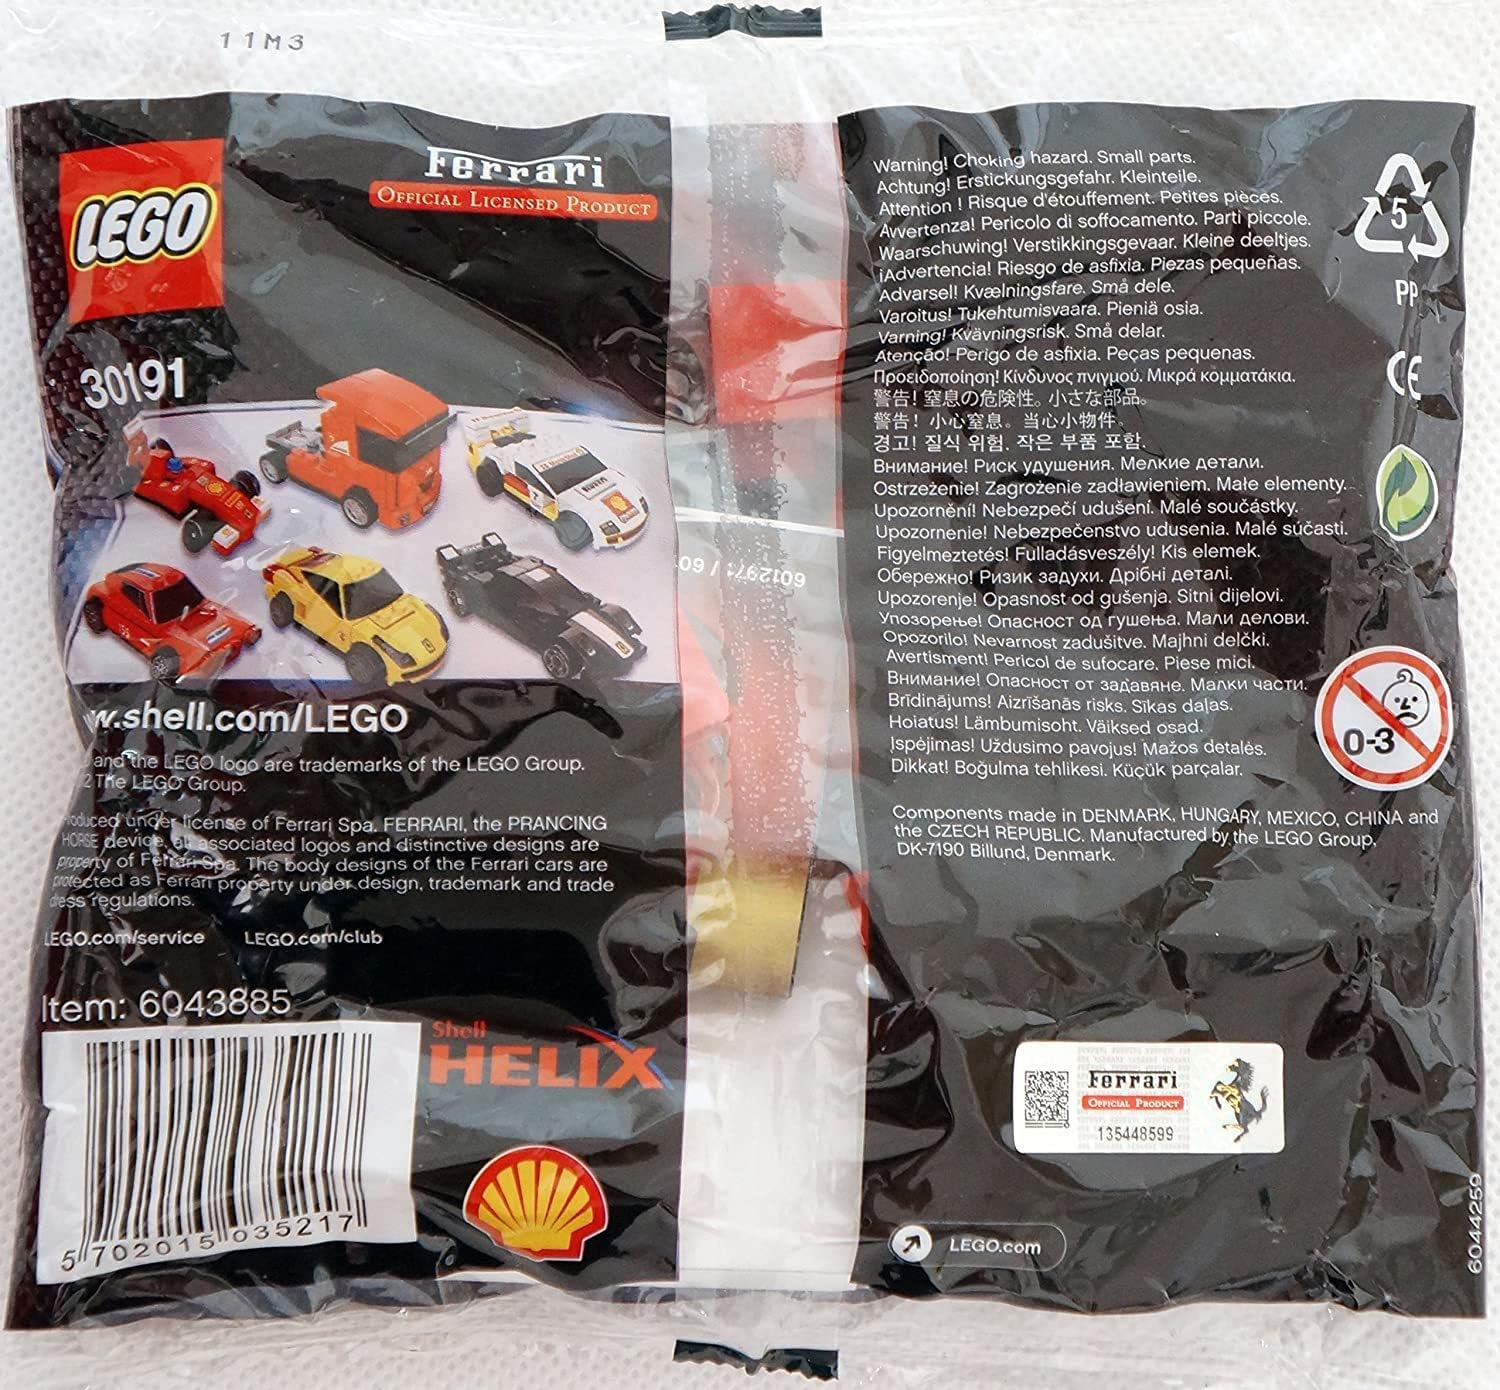 11M3
LEGO
Ferrari
OFFICIAL LICENSED PRODUCT
30191
w.shell.com/LEGO
and the LEGO logo are trademarks of the LEGO Group.
2 The LEGO Group.
under license of Ferrari Spa. FERRARI, the PRANCING
HORSE device, all associated logos and distinctive designs are
property of Ferrari Spa. The body designs of the Ferrari cars are
protected as Ferrari property under design, trademark and trade
dress regulations.
LEGO.com/service LEGO.com/club
Item: 6043885
5 702015 035217
Shell
HELIX
Warning! Choking hazard. Small parts.
Achtung! Erstickungsgefahr. Kleinteile.
Attention ! Risque d'étouffement. Petites pièces.
Avvertenza! Pericolo di soffocamento. Parti piccole.
Waarschuwing! Verstikkingsgevaar. Kleine deeltjes.
¡Advertencia! Riesgo de asfixia. Piezas pequeñas.
Advarsel! Kvælningsfare. Små dele.
Varoitus! Tukehtumisvaara. Pieniä osia.
Varning! Kvävningsrisk. Små delar.
Atenção! Perigo de asfixia. Peças pequenas.
Προειδοποίηση! Κίνδυνος πνιγμού. Μικρά κομματάκια.
警告! 窒息の危険性。小さな部品。
警告! 小心窒息。当心小物件。
경고! 질식 위험. 작은 부품 포함.
Внимание! Риск удушения. Мелкие детали.
Ostrzeżenie! Zagrożenie zadławieniem. Małe elementy.
Upozornění! Nebezpečí udušení. Malé součástky.
Upozornenie! Nebezpečenstvo udusenia. Malé súčasti.
Figyelmeztetés! Fulladásveszély! Kis elemek.
Обережно! Ризик задухи. Дрібні деталі.
Upozorenje! Opasnost od gušenja. Sitni dijelovi.
Упозорење! Опасност од гушења. Мали делови.
Opozorilo! Nevarnost zadušitve. Majhni delčki.
Avertisment! Pericol de sufocare. Piese mici.
Внимание! Опасност от задавяне. Малки части.
Brīdinājums! Aizrīšanās risks. Sīkas daļas.
Hoiatus! Lämbumisoht. Väiksed osad.
Įspėjimas! Uždusimo pavojus! Mažos detalės.
Dikkat! Boğulma tehlikesi. Küçük parçalar.
Components made in DENMARK, HUNGARY, MEXICO, CHINA and
the CZECH REPUBLIC. Manufactured by the LEGO Group,
DK-7190 Billund, Denmark.
5
PP
CE
0-3
Ferrari
OFFICIAL PRODUCT
135448599
LEGO.com
6044259